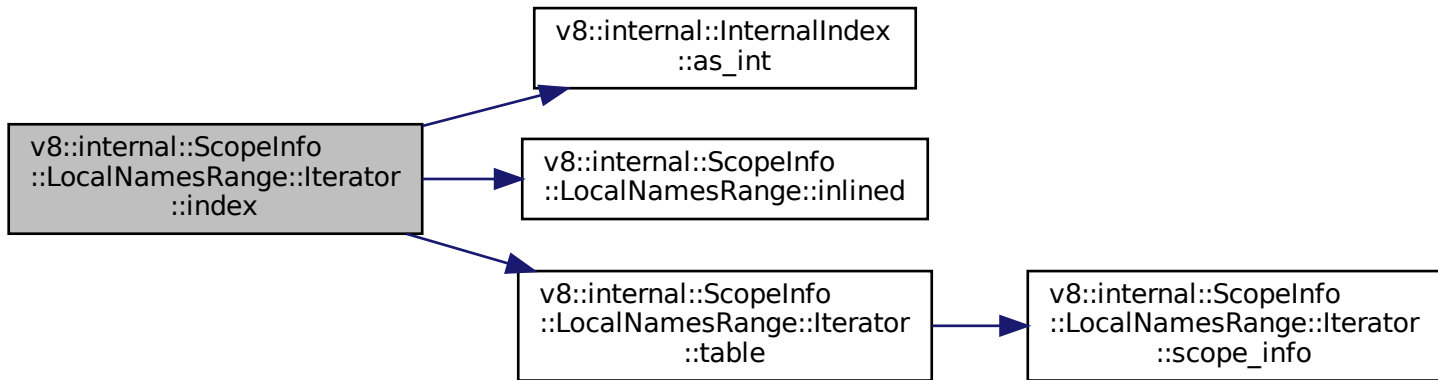 v8::internal::ScopeInfo
::LocalNamesRange::Iterator
::index
v8::internal::InternalIndex
::as_int
v8::internal::ScopeInfo
::LocalNamesRange::inlined
v8::internal::ScopeInfo
::LocalNamesRange::Iterator
::table
v8::internal::ScopeInfo
::LocalNamesRange::Iterator
::scope_info